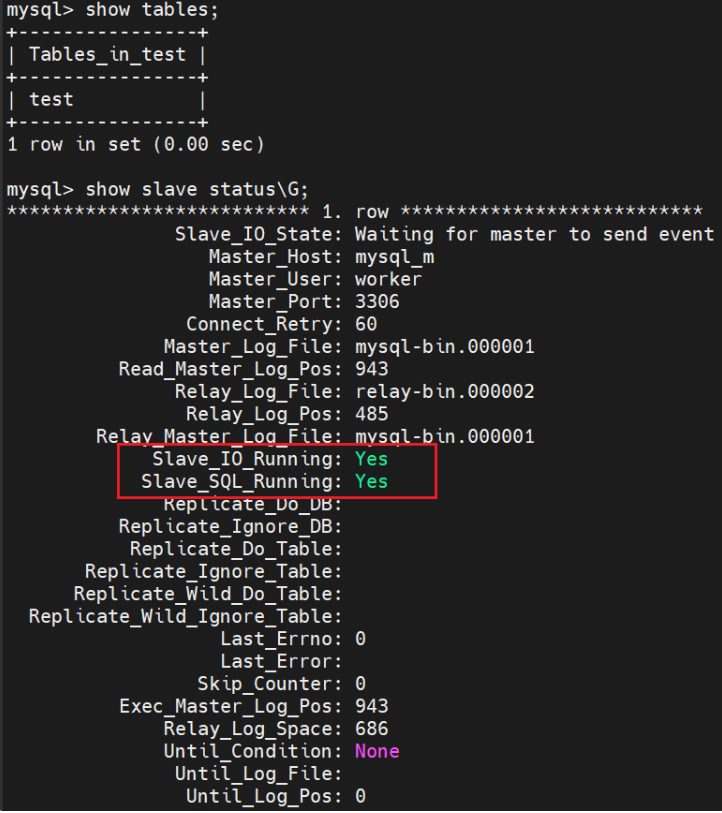 mysql> show tables;
+----------------+
| Tables_in_test |
+----------------+
| test           |
+----------------+
1 row in set (0.00 sec)

mysql> show slave status\G;
*************************** 1. row ***************************
               Slave_IO_State: Waiting for master to send event
                  Master_Host: mysql_m
                  Master_User: worker
                  Master_Port: 3306
                Connect_Retry: 60
              Master_Log_File: mysql-bin.000001
          Read_Master_Log_Pos: 943
               Relay_Log_File: relay-bin.000002
                Relay_Log_Pos: 485
        Relay_Master_Log_File: mysql-bin.000001
             Slave_IO_Running: Yes
            Slave_SQL_Running: Yes
              Replicate_Do_DB:
          Replicate_Ignore_DB:
           Replicate_Do_Table:
       Replicate_Ignore_Table:
      Replicate_Wild_Do_Table:
  Replicate_Wild_Ignore_Table:
                   Last_Errno: 0
                   Last_Error:
                 Skip_Counter: 0
          Exec_Master_Log_Pos: 943
              Relay_Log_Space: 686
              Until_Condition: None
               Until_Log_File:
                Until_Log_Pos: 0